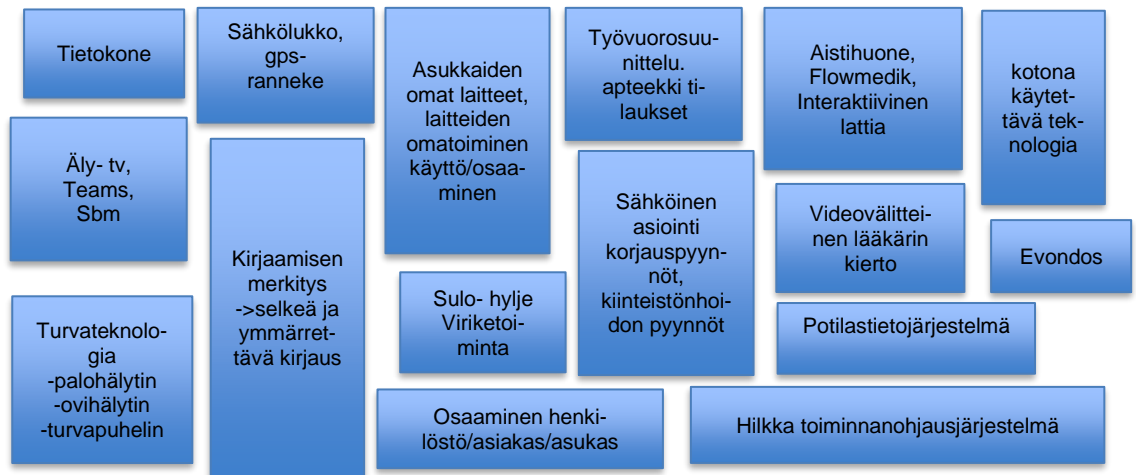 Tietokone
Sähkölukko,
gps-
ranneke
Asukkaiden
omat laitteet,
laitteiden
omatoiminen
käyttö/osaa-
minen
Työvuorosuu-
nittelu.
apteekki ti-
laukset
Aistihuone,
Flowmedik,
Interaktiivinen
lattia
kotona
käytet-
tävä tek-
nologia
Äly- tv,
Teams,
Sbm
Kirjaamisen
merkitys
->selkeä ja
ymmärret-
tävä kirjaus
Sähköinen
asiointi
korjauspyyn-
nöt,
kiinteistönhoi-
don pyynnöt
Videovälittei-
nen lääkärin
kierto
Evondos
Turvateknolo-
gia
-palohälytin
-ovihälytin
-turvapuhelin
Sulo- hylje
Viriketoi-
minta
Potilastietojärjestelmä
Osaaminen henki-
löstö/asiakas/asukas
Hilkka toiminnanohjausjärjestelmä